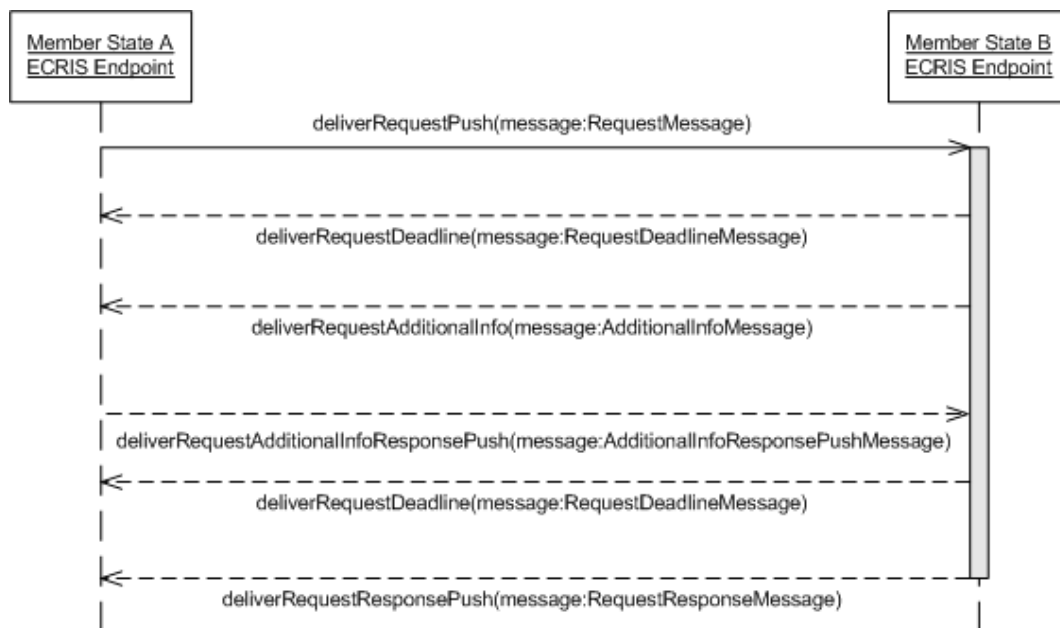 Member State A
ECRIS Endpoint
Member State B
ECRIS Endpoint
deliverRequestPush(message:RequestMessage)
deliverRequestDeadline(message:RequestDeadlineMessage)
deliverRequestAdditionalInfo(message:AdditionalInfoMessage)
deliverRequestAdditionalInfoResponsePush(message:AdditionalInfoResponsePushMessage)
deliverRequestDeadline(message:RequestDeadlineMessage)
deliverRequestResponsePush(message:RequestResponseMessage)